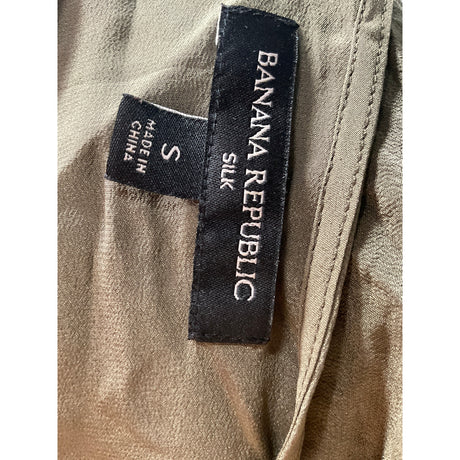 BANANA REPUBLIC
SILK
S
MADE IN
CHINA